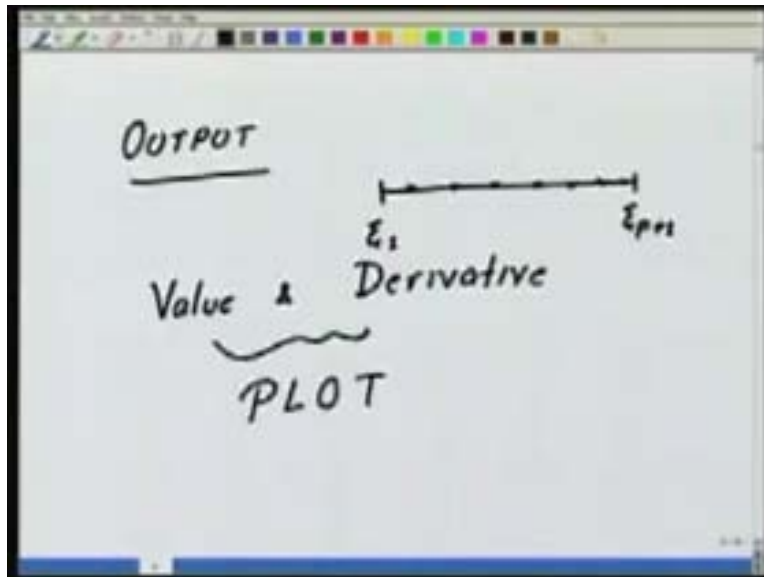 OUTPUT
ξ₁ ξₚ₊₁
Value & Derivative
PLOT